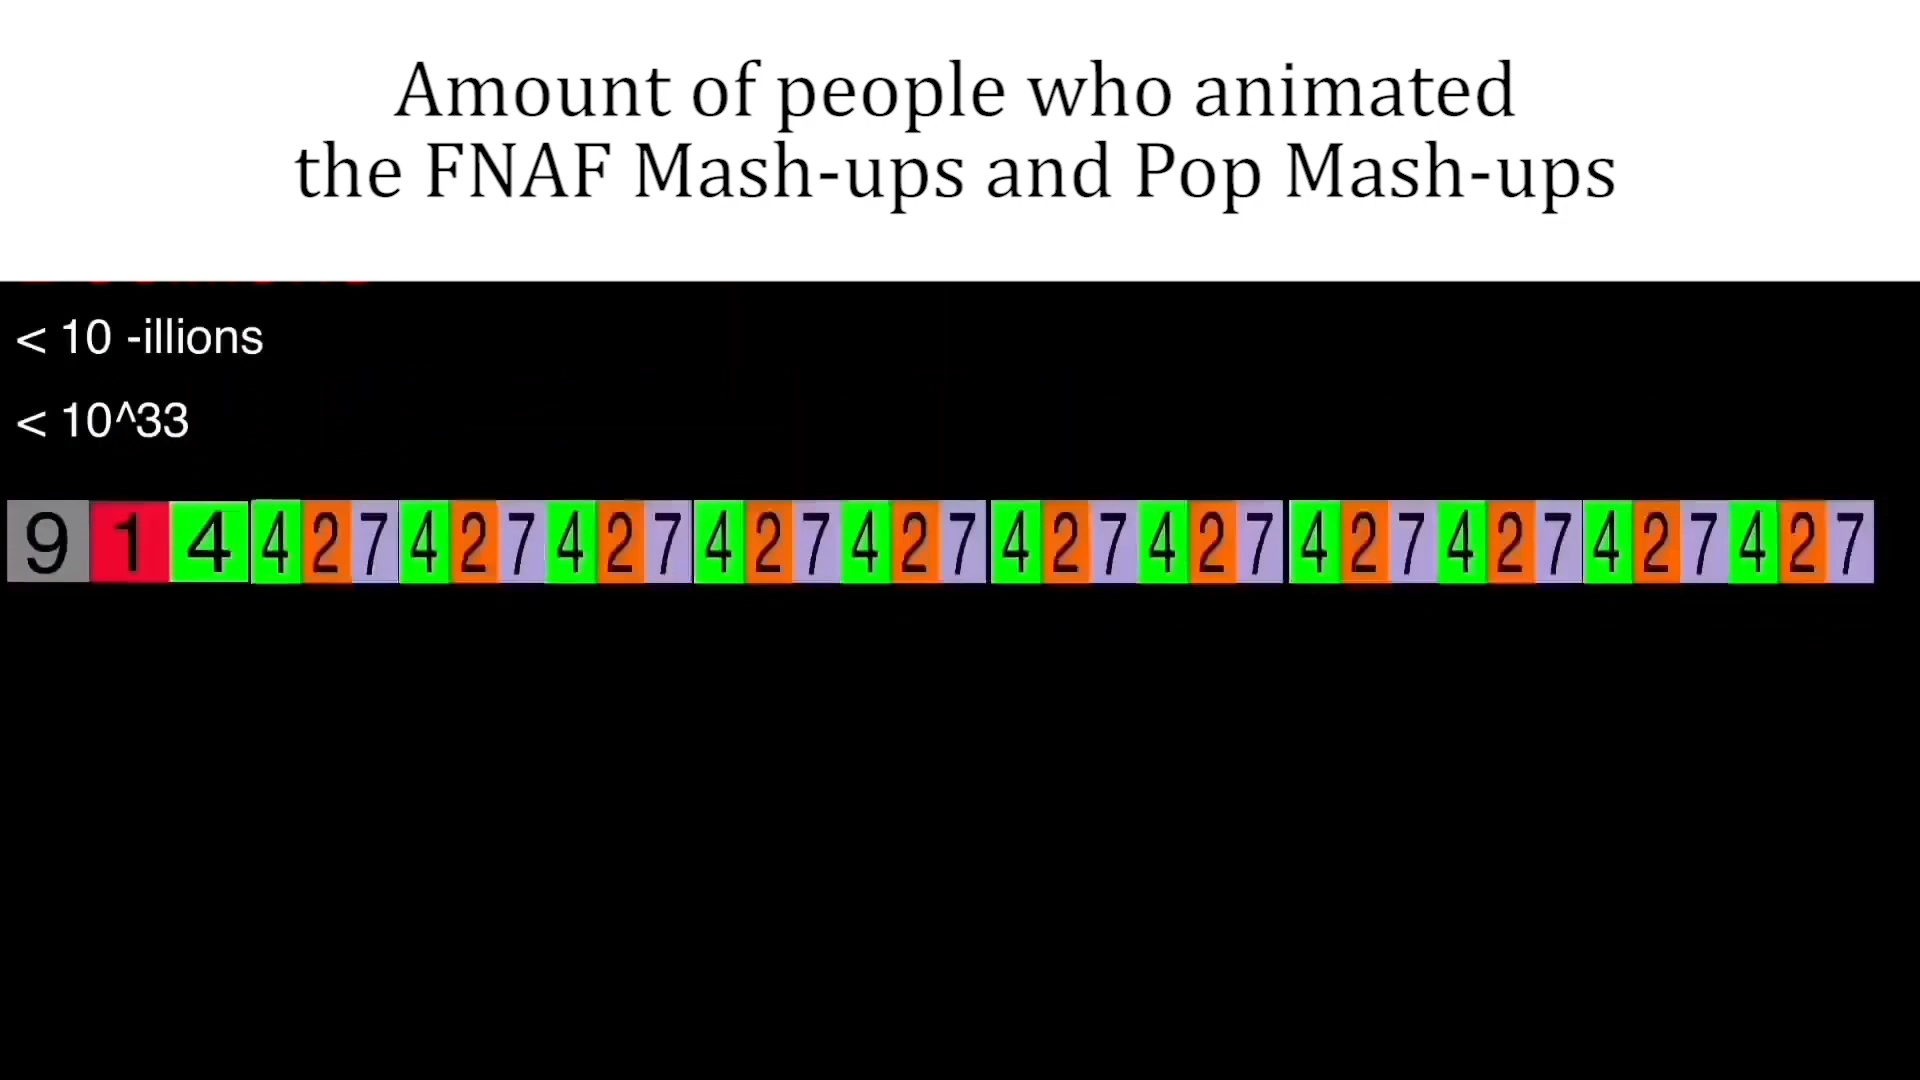 Amount of people who animated
the FNAF Mash-ups and Pop Mash-ups
< 10 -illions
< 10^33
914427427427427427427427427427427427